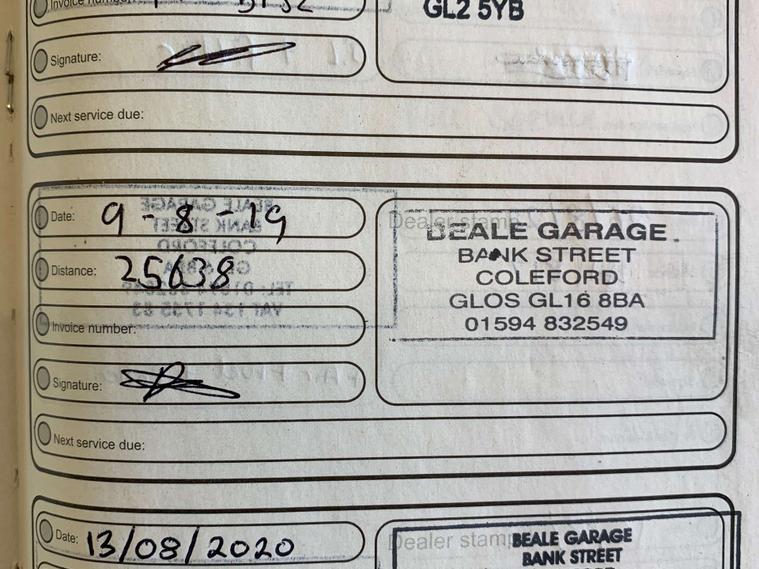 Invoice number:
GL2 5YB
Signature:
Next service due:
Date: 9-8-19
Dealer stamp
BEALE GARAGE
BANK STREET
COLEFORD
GLOS GL16 8BA
01594 832549
Distance: 25638
Invoice number:
Signature:
Next service due:
Date: 13/08/2020
Dealer stamp
BEALE GARAGE
BANK STREET